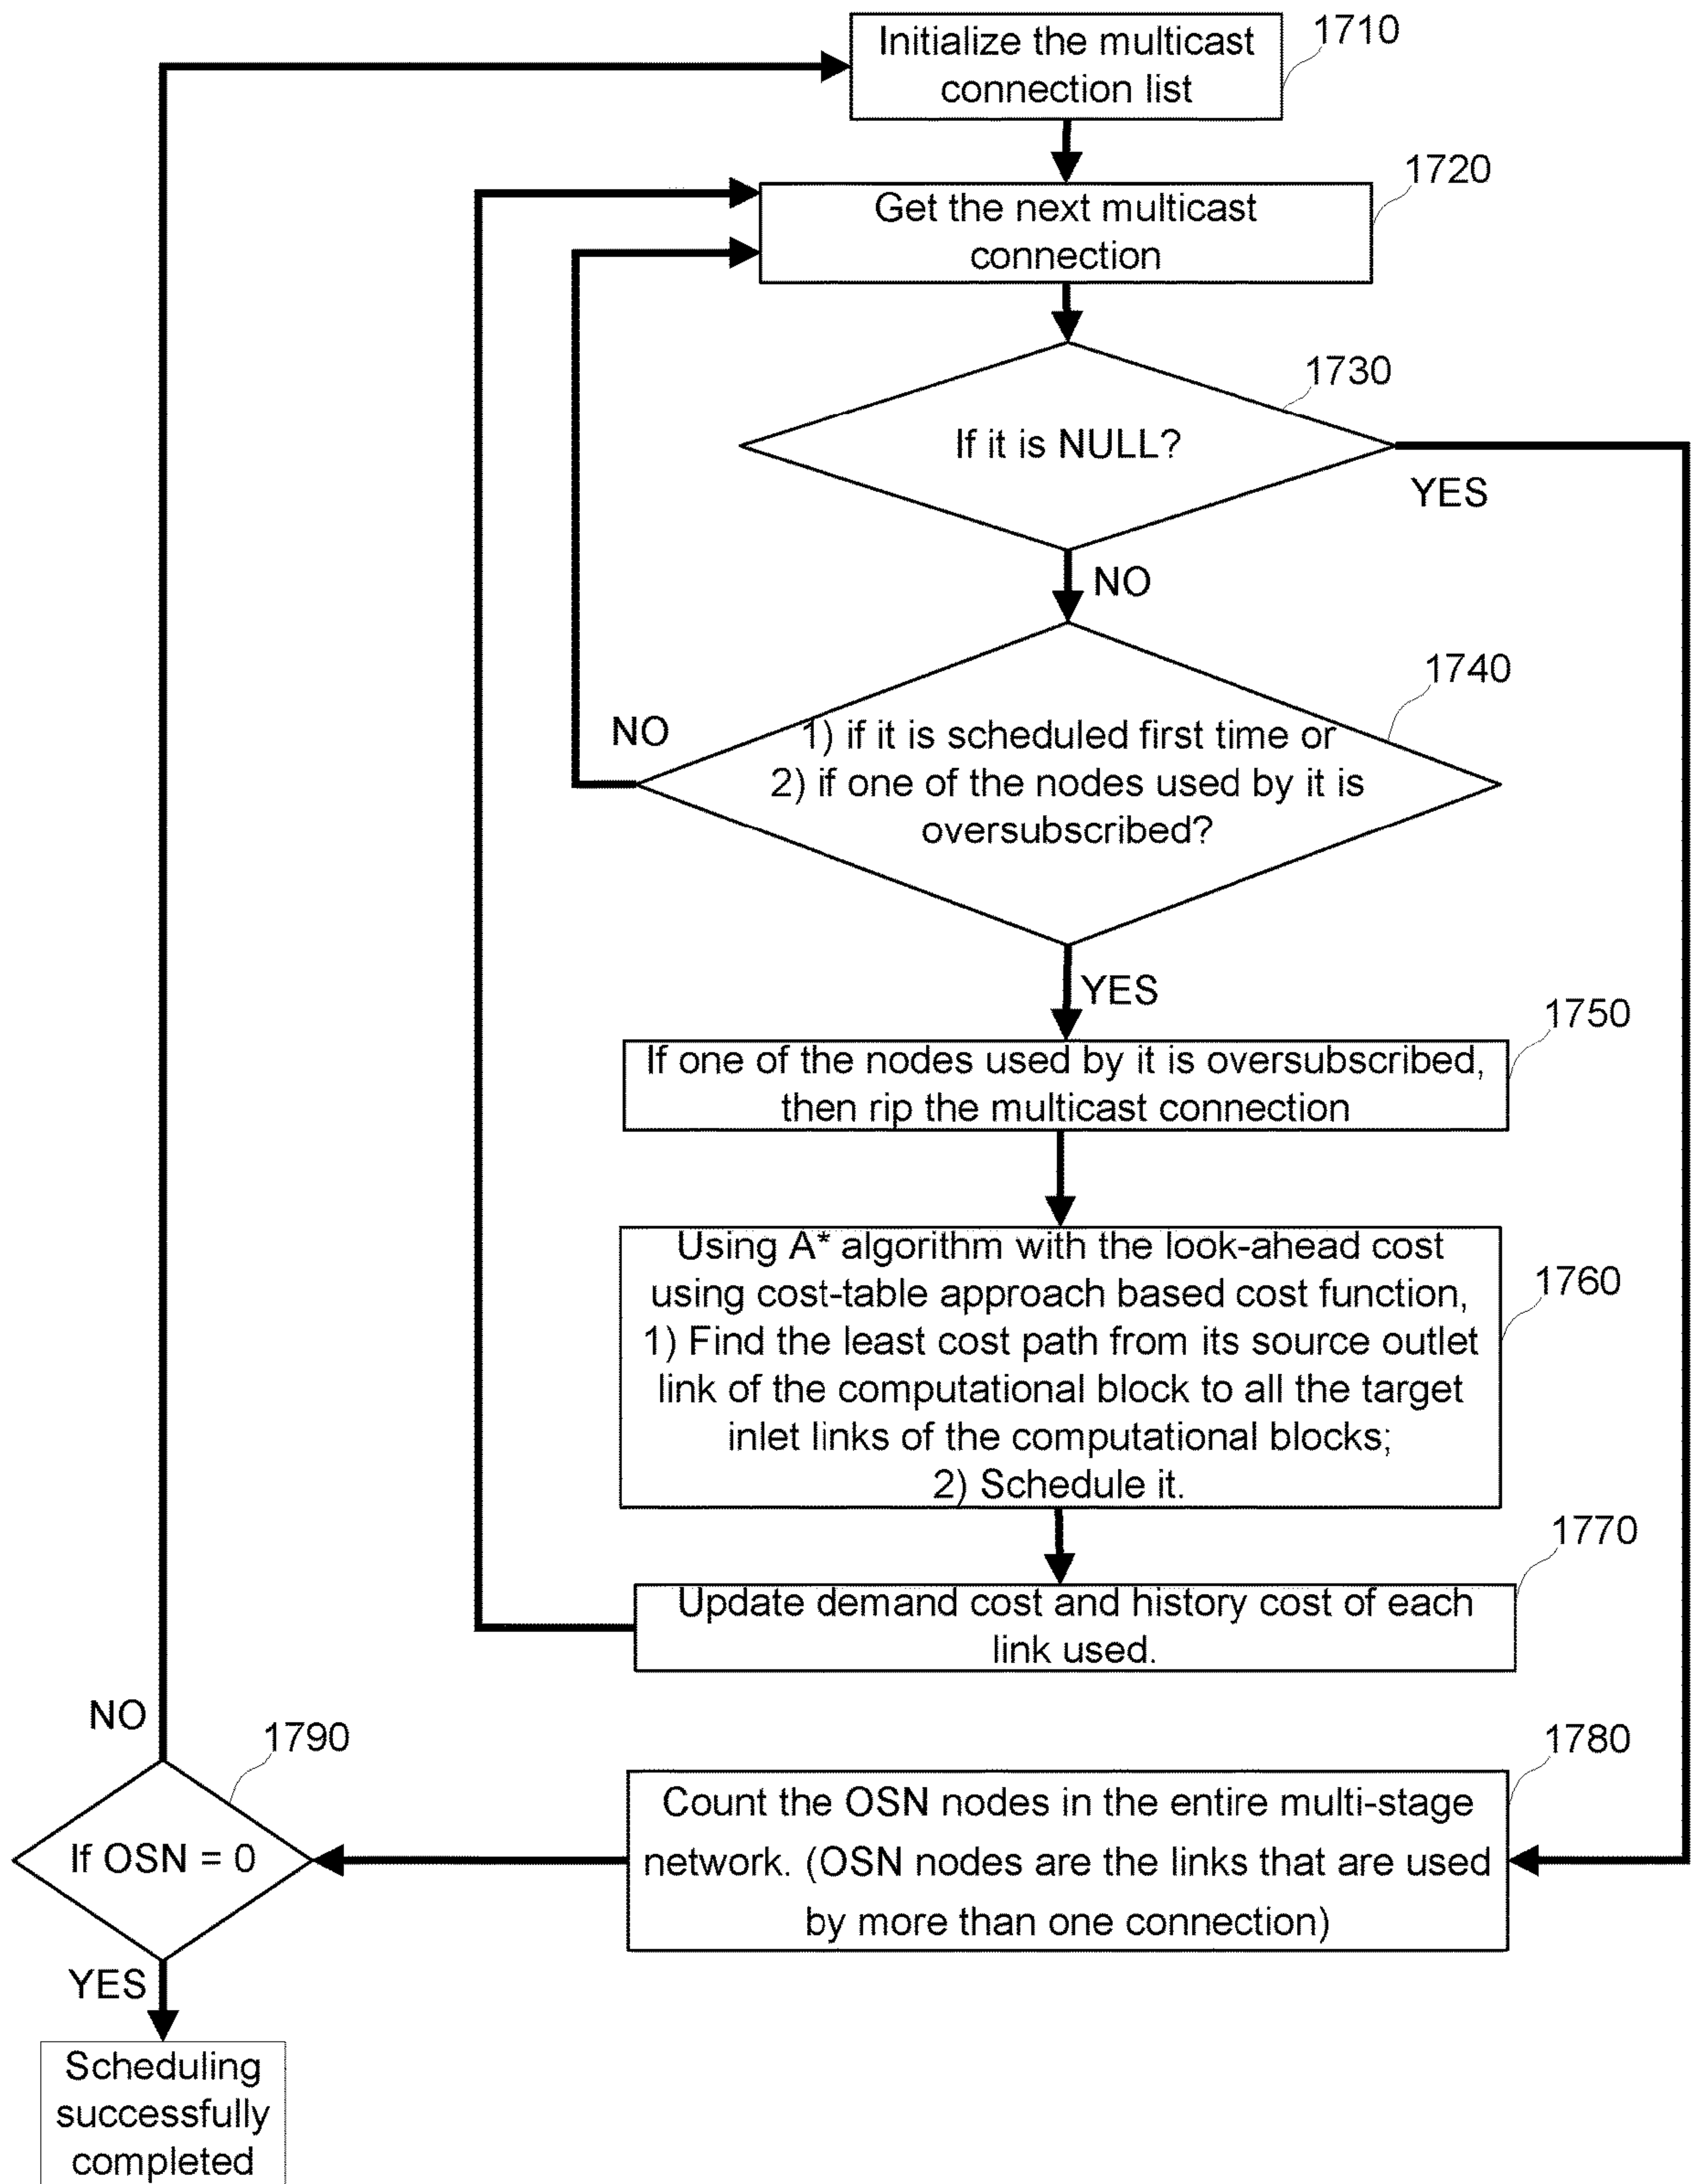 Initialize the multicast
connection list
1710
Get the next multicast
connection
1720
If it is NULL?
1730
YES
NO
1) if it is scheduled first time or
2) if one of the nodes used by it is
oversubscribed?
1740
NO
YES
If one of the nodes used by it is oversubscribed,
then rip the multicast connection
1750
Using A* algorithm with the look-ahead cost
using cost-table approach based cost function,
1) Find the least cost path from its source outlet
link of the computational block to all the target
inlet links of the computational blocks;
2) Schedule it.
1760
Update demand cost and history cost of each
link used.
1770
Count the OSN nodes in the entire multi-stage
network. (OSN nodes are the links that are used
by more than one connection)
1780
NO
1790
If OSN = 0
YES
Scheduling
successfully
completed